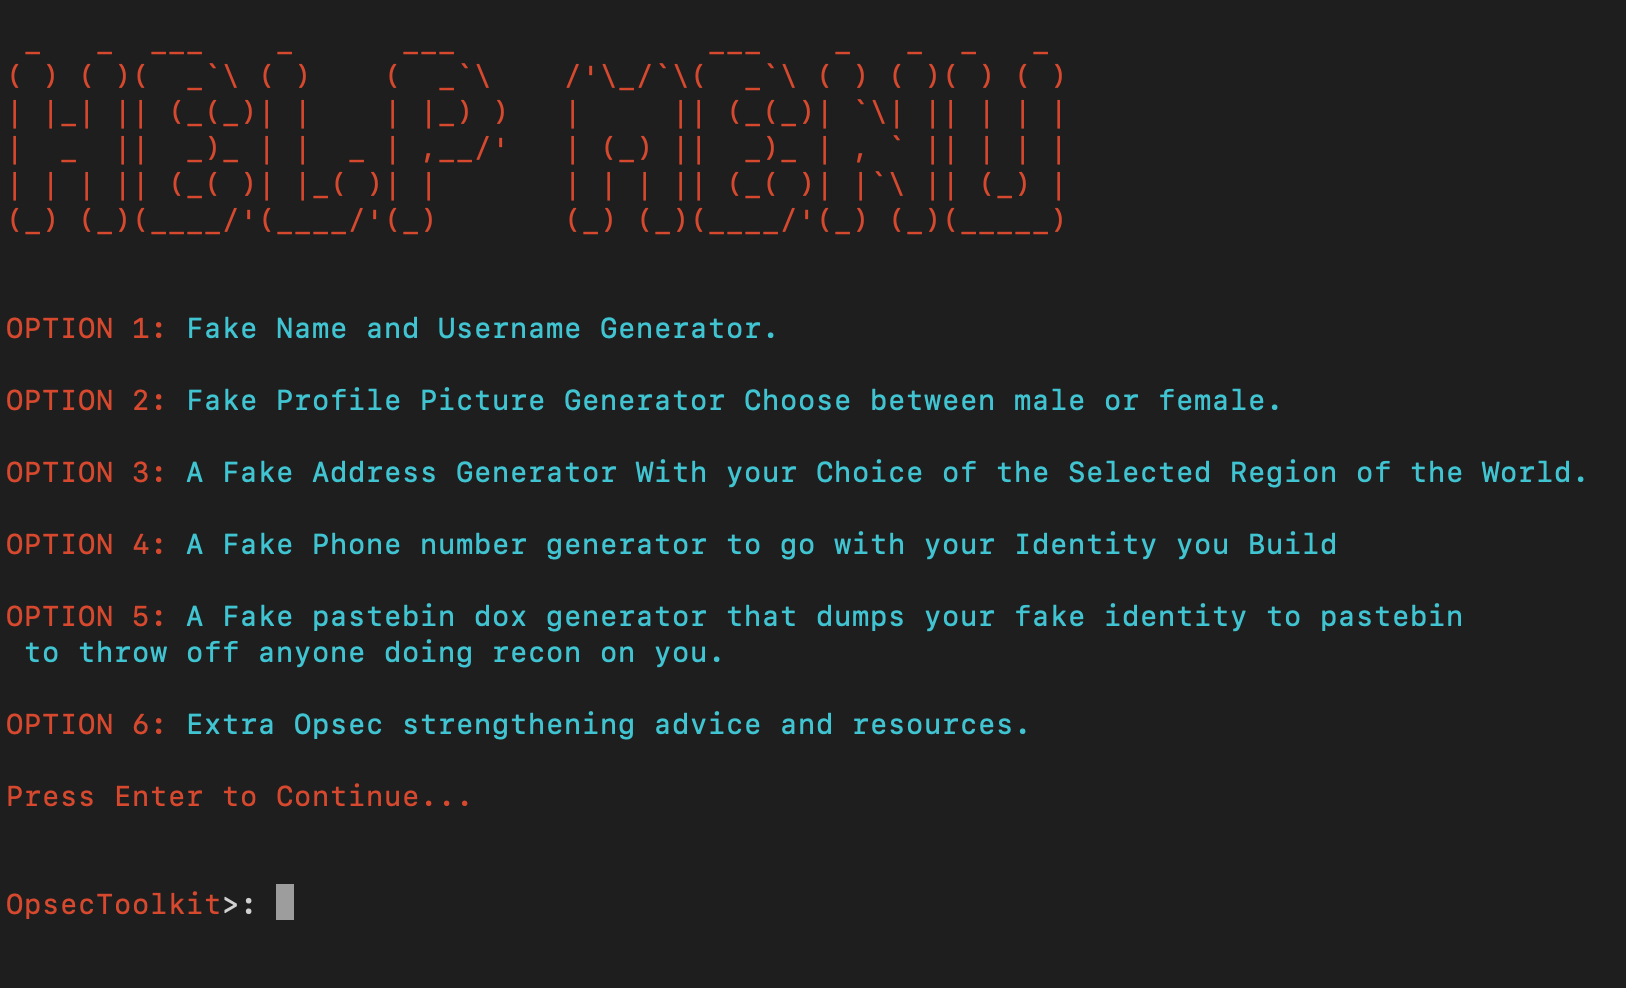 HELP MENU
OPTION 1: Fake Name and Username Generator.
OPTION 2: Fake Profile Picture Generator Choose between male or female.
OPTION 3: A Fake Address Generator With your Choice of the Selected Region of the World.
OPTION 4: A Fake Phone number generator to go with your Identity you Build
OPTION 5: A Fake pastebin dox generator that dumps your fake identity to pastebin
to throw off anyone doing recon on you.
OPTION 6: Extra Opsec strengthening advice and resources.
Press Enter to Continue...
OpsecToolkit>: